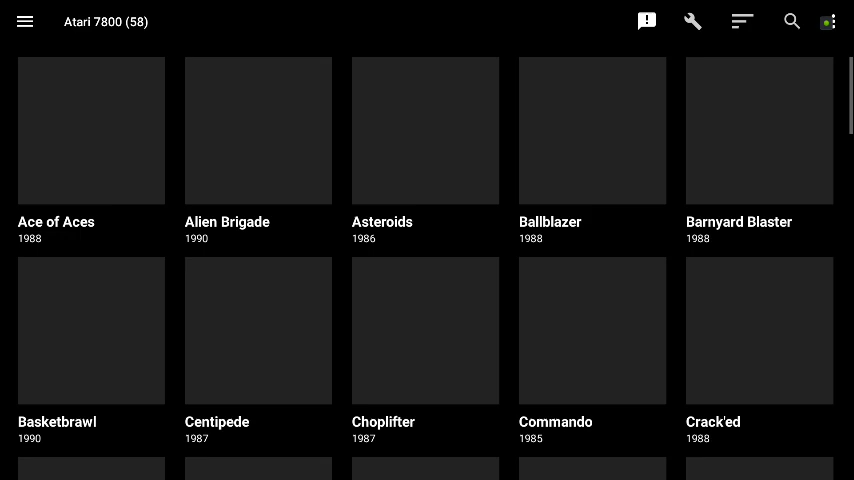 Atari 7800 (58)
Ace of Aces
1988
Alien Brigade
1990
Asteroids
1986
Ballblazer
1988
Barnyard Blaster
1988
Basketbrawl
1990
Centipede
1987
Choplifter
1987
Commando
1985
Crack'ed
1988